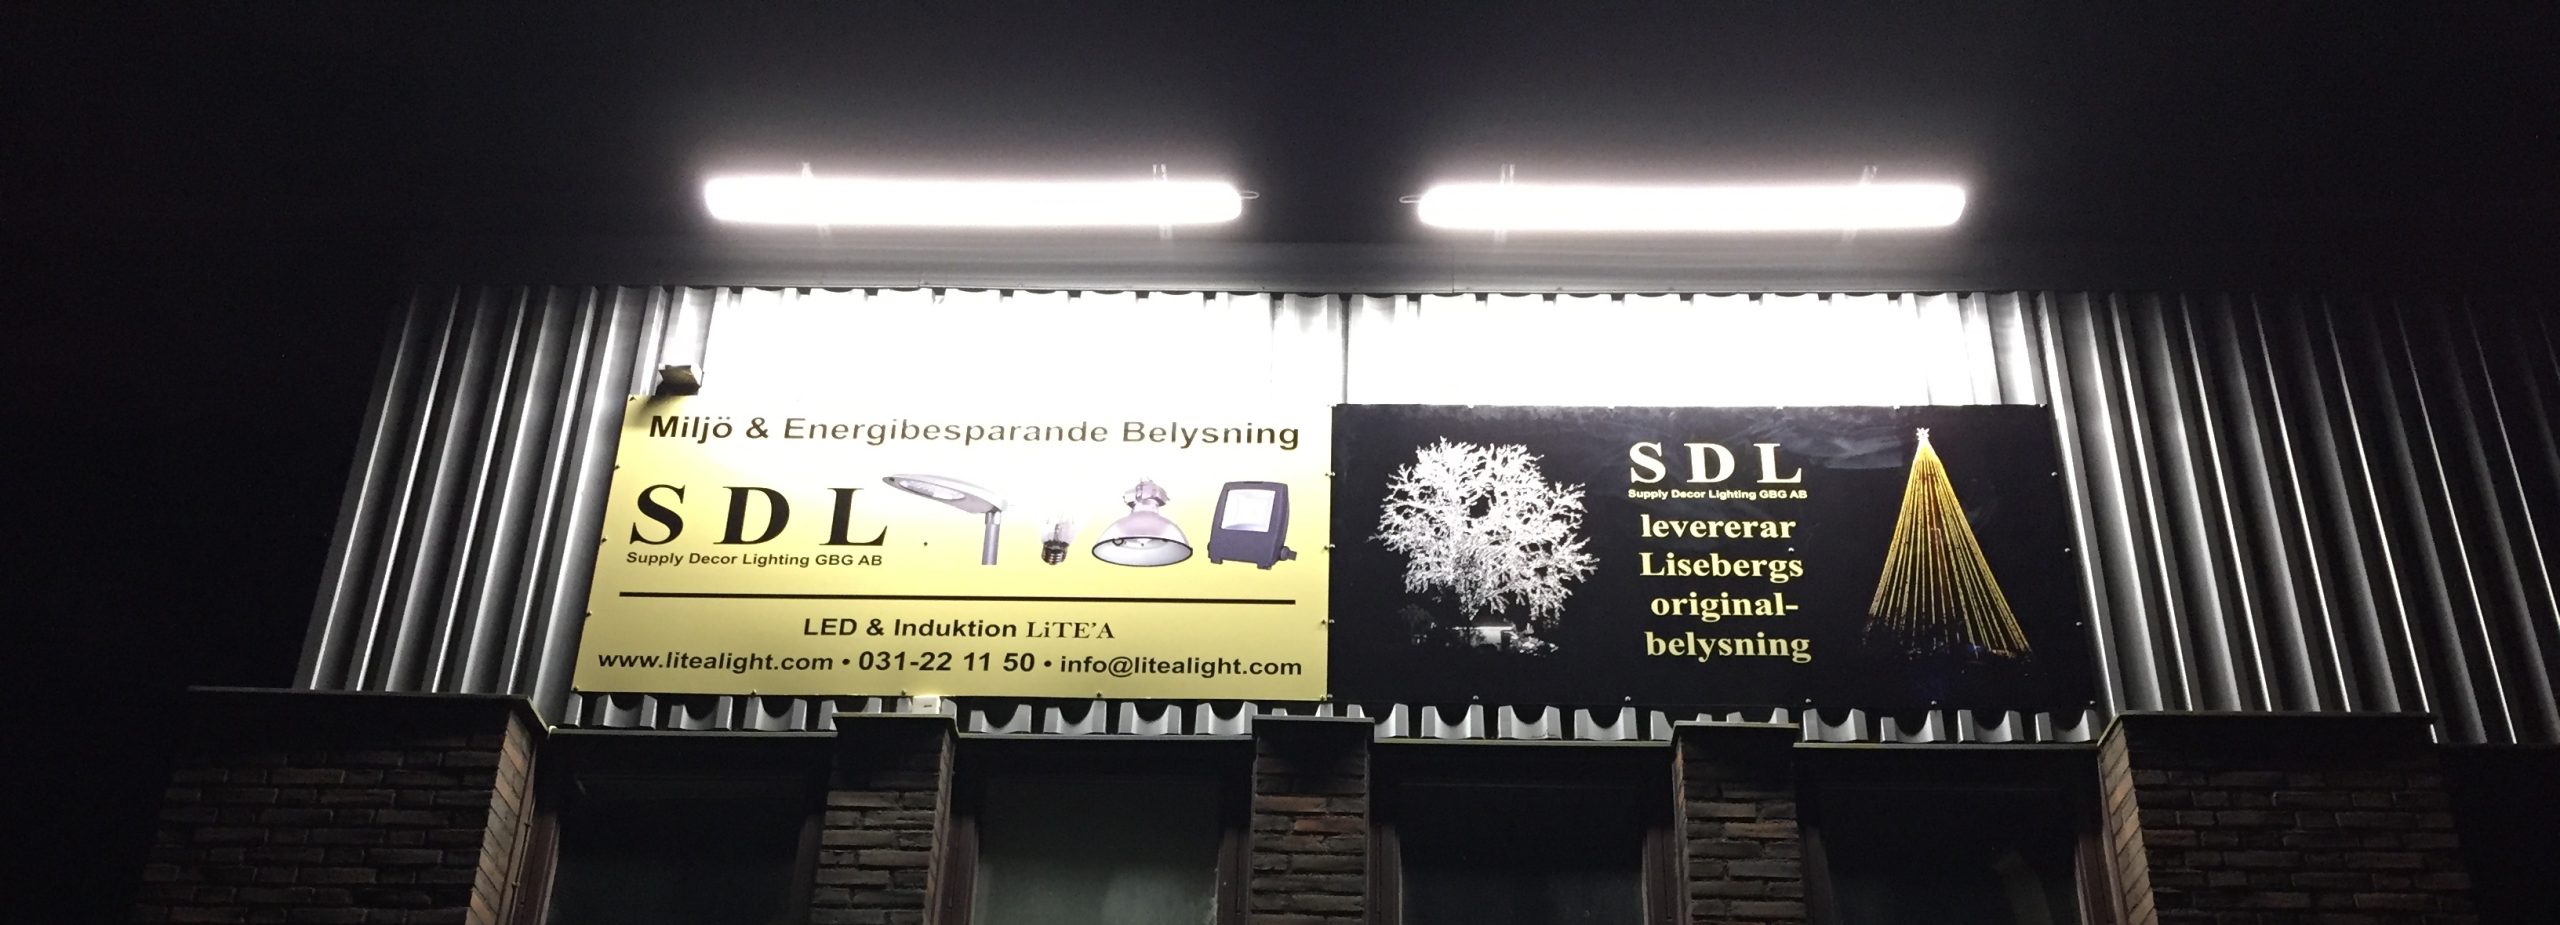 Miljö & Energibesparande Belysning
SDL
Supply Decor Lighting GBG AB
LED & Induktion LiTE'A
www.litealight.com • 031-22 11 50 • info@litealight.com
SDL
Supply Decor Lighting GBG AB
levererar
Lisebergs
original-
belysning